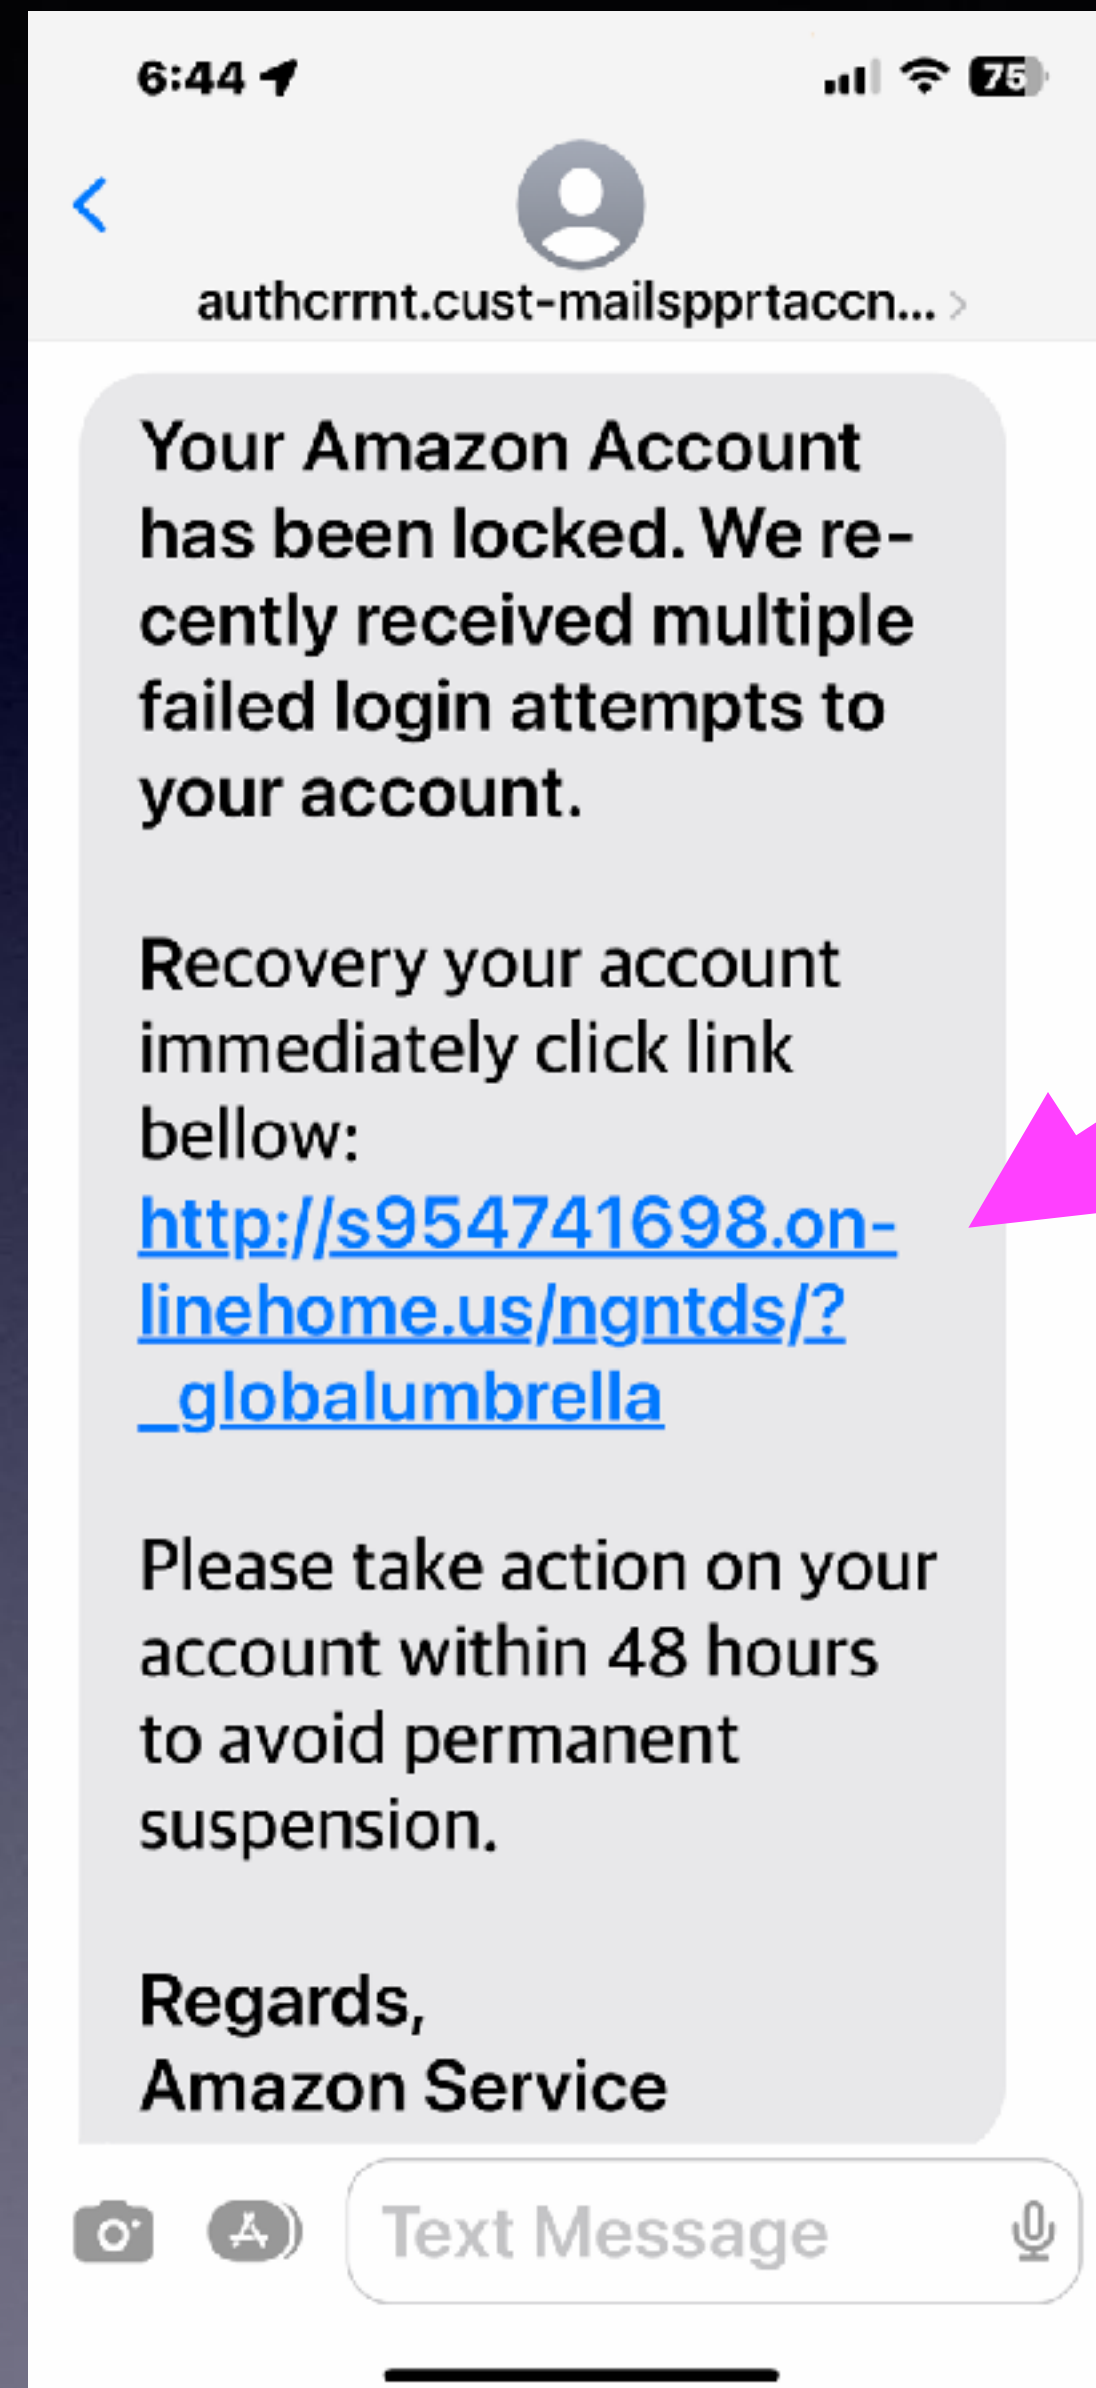 6:44
75
authcrrnt.cust-mailspprtaccn...
Your Amazon Account
has been locked. We re-
cently received multiple
failed login attempts to
your account.
Recovery your account
immediately click link
bellow:
http://s954741698.on-
linehome.us/ngntds/?
_globalumbrella
Please take action on your
account within 48 hours
to avoid permanent
suspension.
Regards,
Amazon Service
Text Message